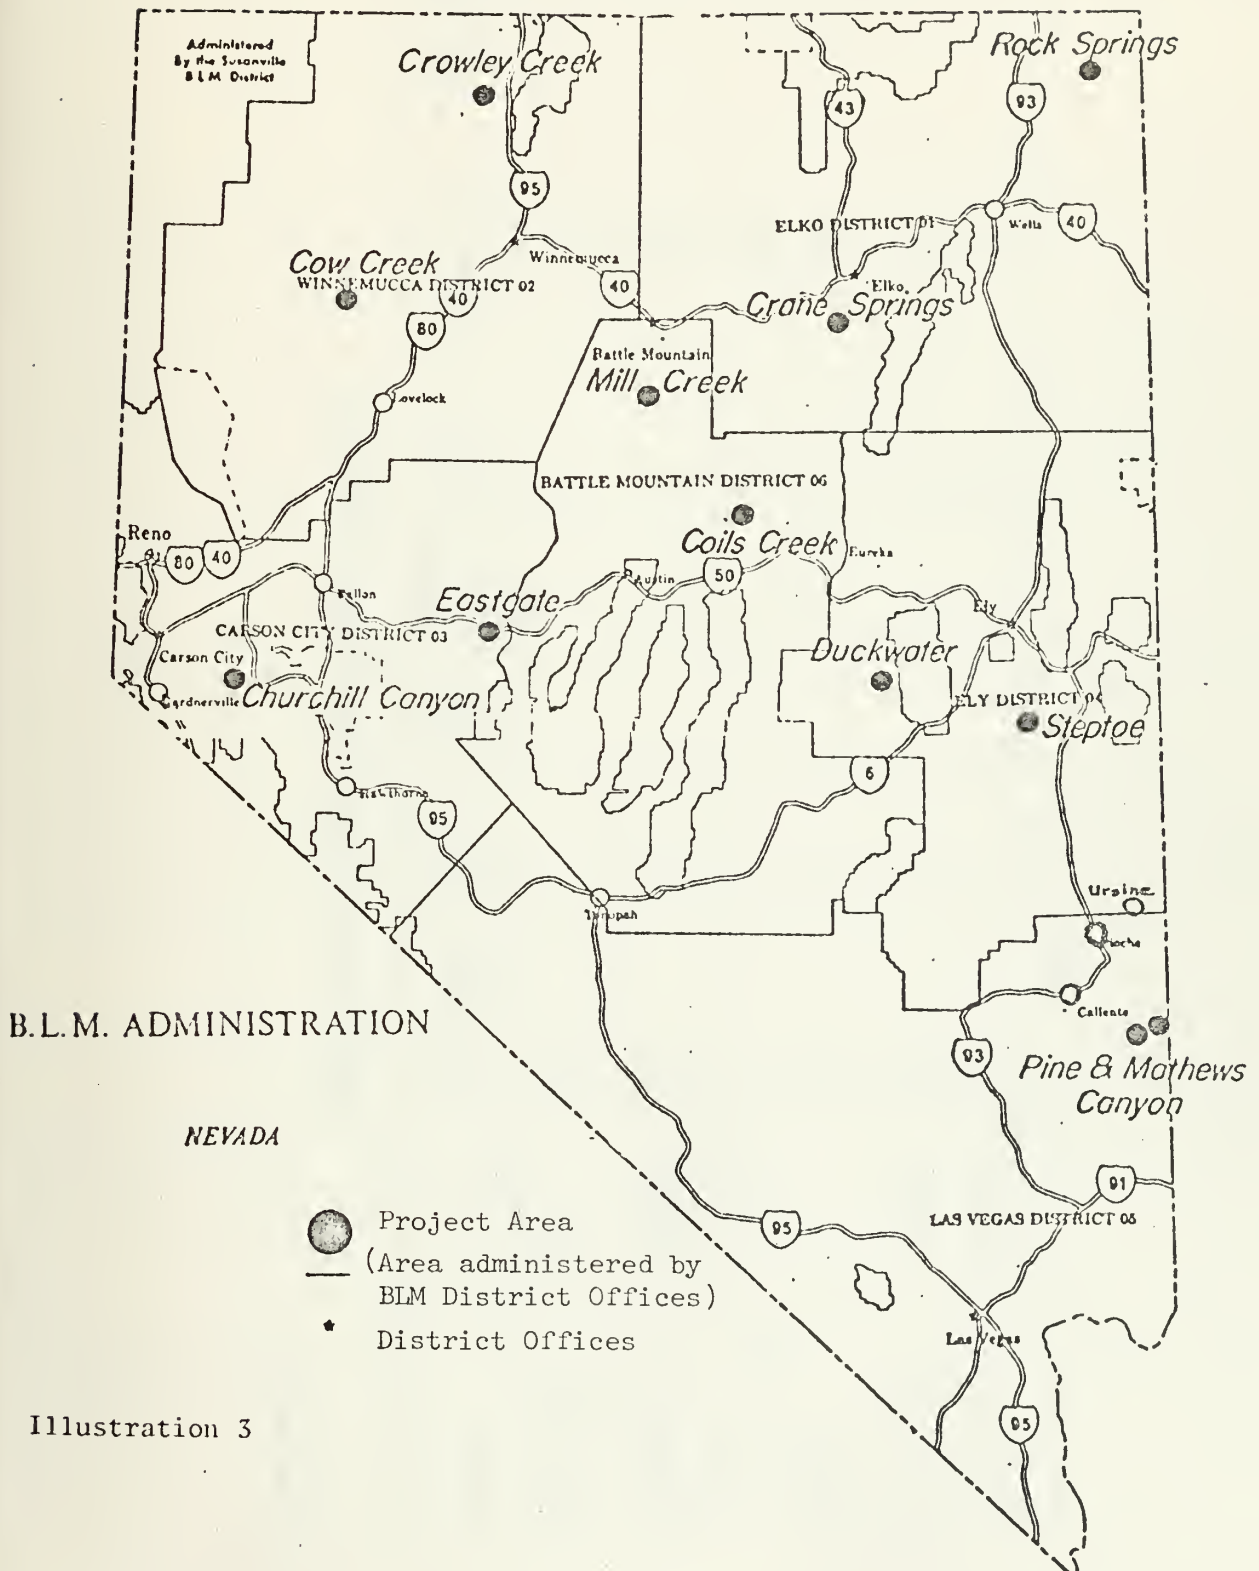 Administered
By the Susanville
B L M District
Crowley Creek
Rock Springs
43
93
95
ELKO DISTRICT 01
Wells
40
Winnemucca
Cow Creek
WINNEMUCCA DISTRICT 02
40
40
Elko
Crane Springs
80
Battle Mountain
Mill Creek
ovelock
BATTLE MOUNTAIN DISTRICT 06
Reno
80
40
Coils Creek
Eureka
Austin
50
Fallon
Eastgate
Ely
CARSON CITY DISTRICT 03
Carson City
Duckwater
Gardnerville
Churchill Canyon
ELY DISTRICT 04
Steptoe
6
Hawthorne
95
Ursine
Tonopah
ioche
Caliente
B.L.M. ADMINISTRATION
93
Pine & Mathews
Canyon
NEVADA
91
Project Area
LAS VEGAS DISTRICT 05
95
(Area administered by
BLM District Offices)
District Offices
Las Vegas
95
Illustration 3